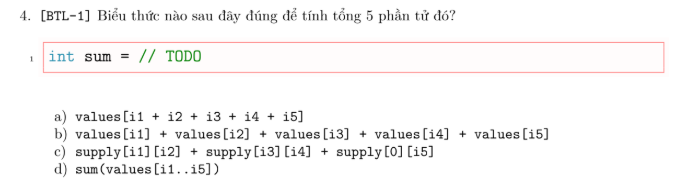 4. [BTL-1] Biểu thức nào sau đây đúng để tính tổng 5 phần tử đó?
1 int sum = // TODO
a) values[i1 + i2 + i3 + i4 + i5]
b) values[i1] + values[i2] + values[i3] + values[i4] + values[i5]
c) supply[i1][i2] + supply[i3][i4] + supply[0][i5]
d) sum(values[i1..i5])